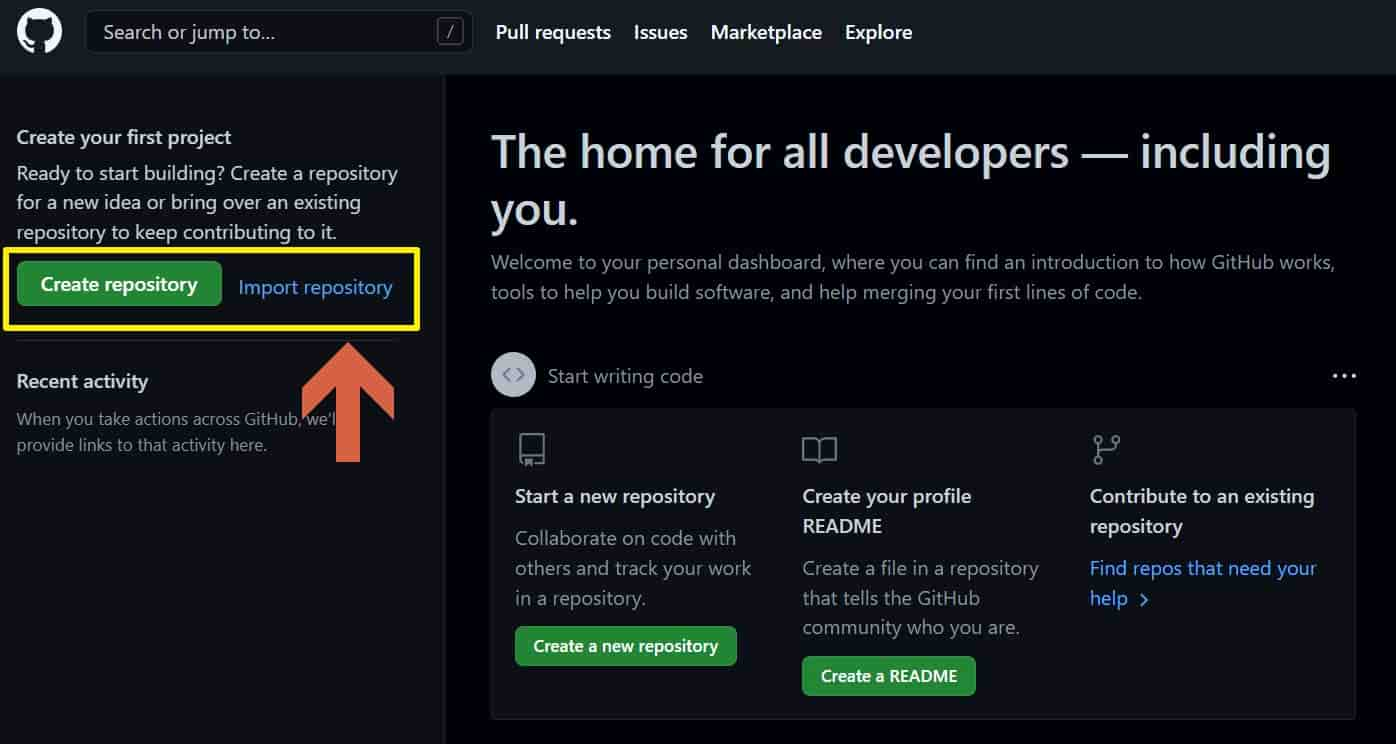 Search or jump to... /
Pull requests Issues Marketplace Explore
Create your first project
Ready to start building? Create a repository
for a new idea or bring over an existing
repository to keep contributing to it.
Create repository Import repository
Recent activity
When you take actions across GitHub, we'll
provide links to that activity here.
The home for all developers — including
you.
Welcome to your personal dashboard, where you can find an introduction to how GitHub works,
tools to help you build software, and help merging your first lines of code.
Start writing code
Start a new repository
Collaborate on code with
others and track your work
in a repository.
Create a new repository
Create your profile
README
Create a file in a repository
that tells the GitHub
community who you are.
Create a README
Contribute to an existing
repository
Find repos that need your
help >